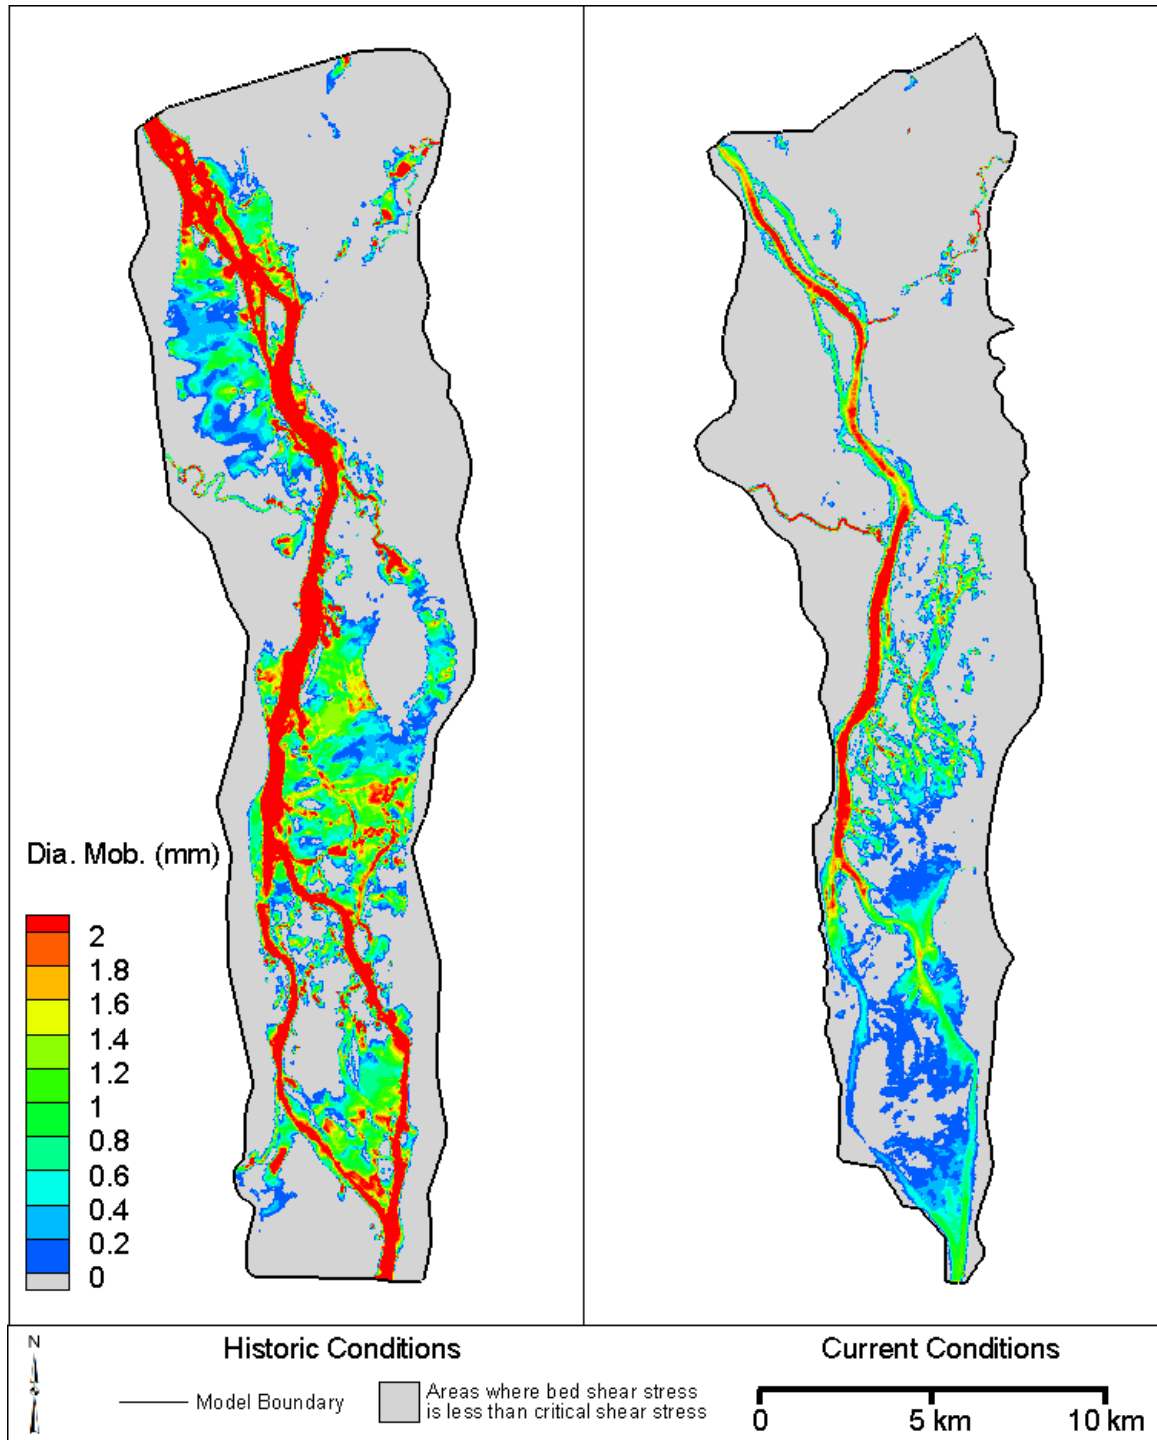 Dia. Mob. (mm)
2
1.8
1.6
1.4
1.2
1
0.8
0.6
0.4
0.2
0
N
Historic Conditions
Current Conditions
Model Boundary
Areas where bed shear stress
is less than critical shear stress
0 5 km 10 km